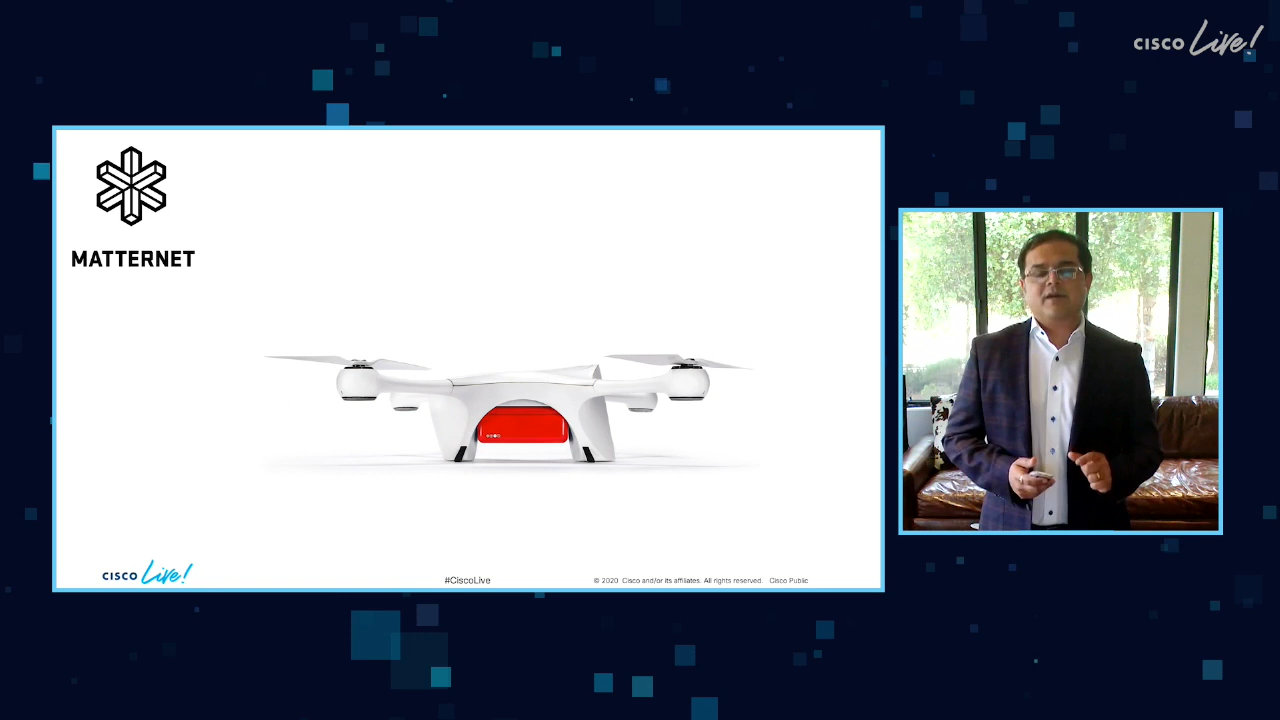 CISCO Live!
MATTERNET
CISCO Live!
#CiscoLive
© 2020 Cisco and/or its affiliates. All rights reserved. Cisco Public